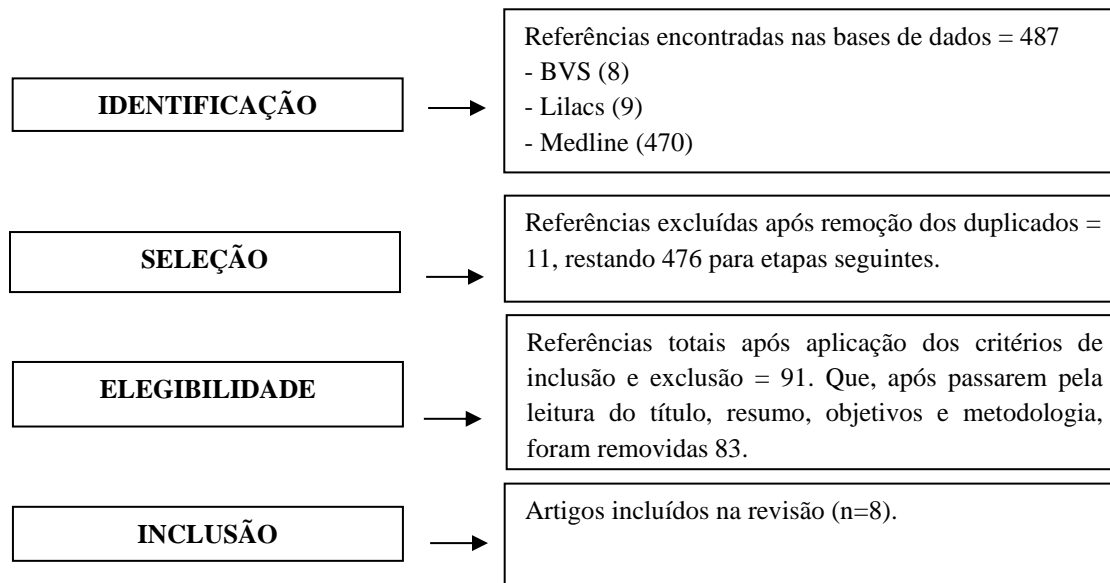 IDENTIFICAÇÃO
Referências encontradas nas bases de dados = 487
- BVS (8)
- Lilacs (9)
- Medline (470)
SELEÇÃO
Referências excluídas após remoção dos duplicados =
11, restando 476 para etapas seguintes.
ELEGIBILIDADE
Referências totais após aplicação dos critérios de
inclusão e exclusão = 91. Que, após passarem pela
leitura do título, resumo, objetivos e metodologia,
foram removidas 83.
INCLUSÃO
Artigos incluídos na revisão (n=8).